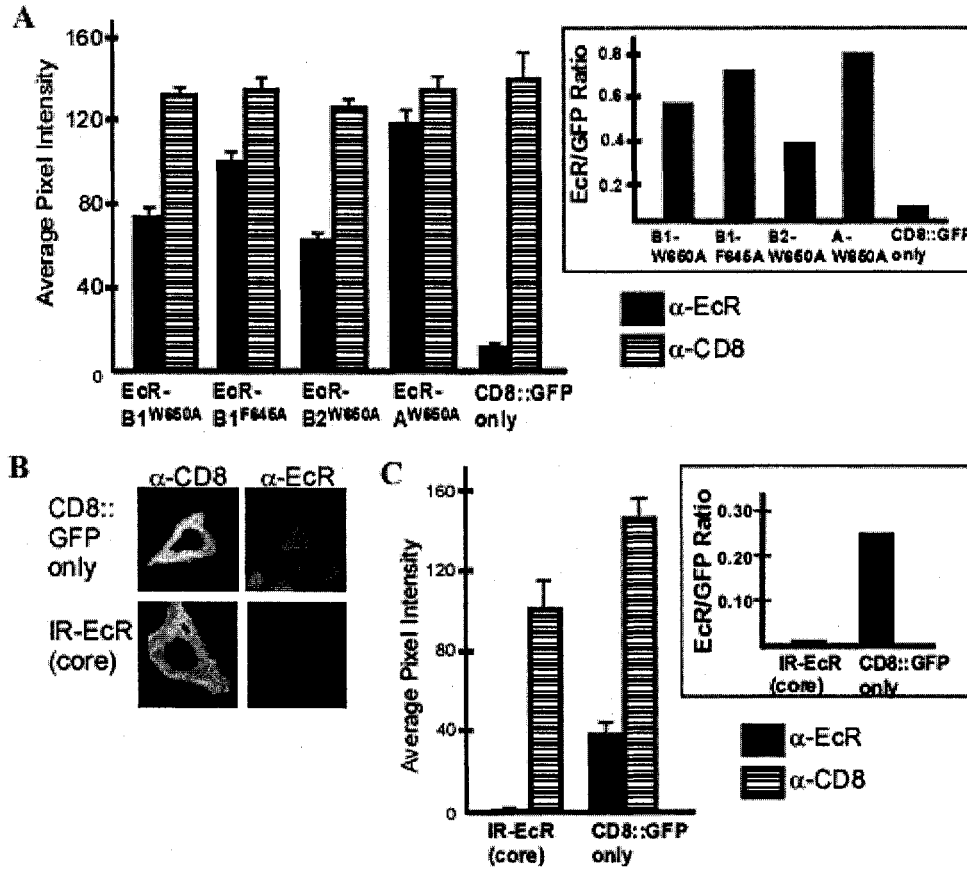 A
Average Pixel Intensity
160
120
80
40
0
EcR-
B1W650A
EcR-
B1F645A
EcR-
B2W650A
EcR-
AW650A
CD8::GFP
only
EcR/GFP Ratio
0.8
0.6
0.4
0.2
B1-
W650A
B1-
F645A
B2-
W650A
A-
W650A
CD8::GFP
only
α-EcR
α-CD8
B
α-CD8
α-EcR
CD8::
GFP
only
IR-EcR
(core)
C
Average Pixel Intensity
160
120
80
40
0
IR-EcR
(core)
CD8::GFP
only
EcR/GFP Ratio
0.30
0.20
0.10
IR-EcR
(core)
CD8::GFP
only
α-EcR
α-CD8